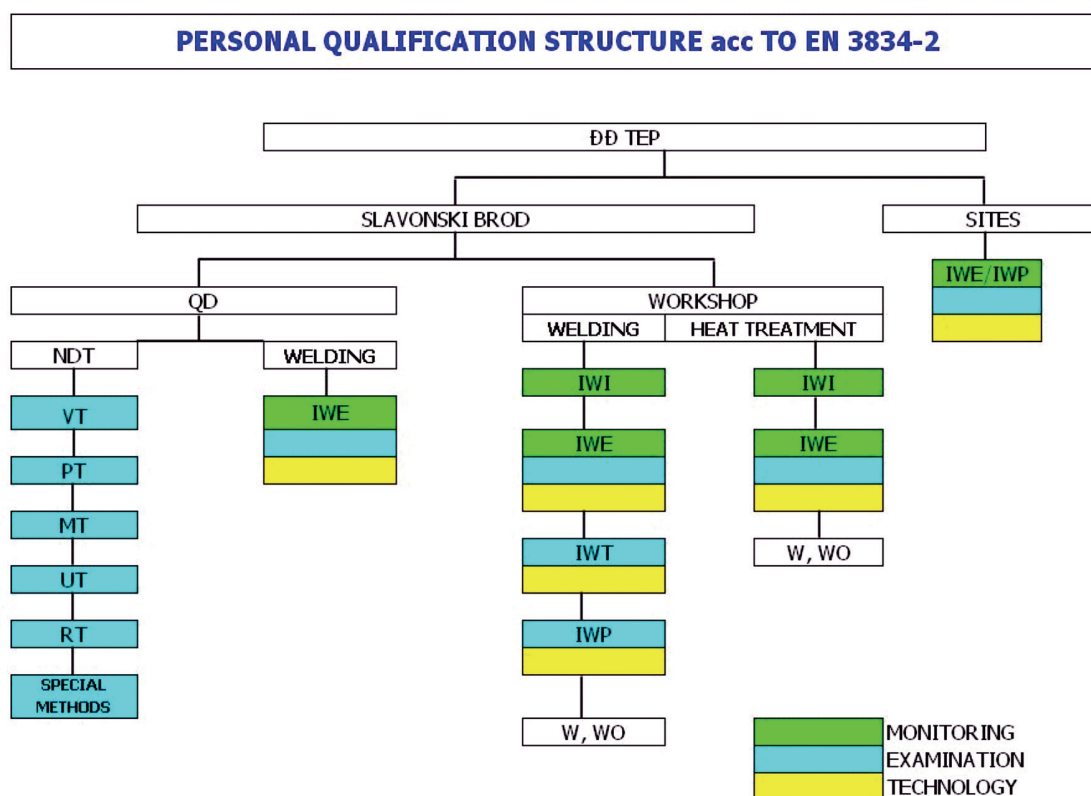 PERSONAL QUALIFICATION STRUCTURE acc TO EN 3834-2
ĐĐ TEP
SLAVONSKI BROD
SITES
IWE/IWP
QD
WORKSHOP
WELDING
HEAT TREATMENT
NDT
WELDING
IWI
IWI
VT
IWE
IWE
IWE
PT
MT
IWT
W, WO
UT
RT
IWP
SPECIAL
METHODS
W, WO
MONITORING
EXAMINATION
TECHNOLOGY